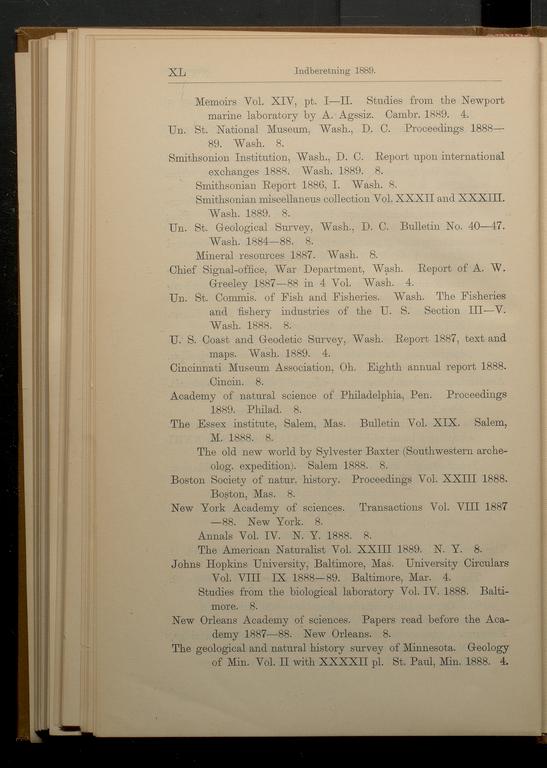 XL
Indberetning 1889.
Memoirs Vol. XIV, pt. I—II. Studies from the Newport
marine laboratory by A. Agssiz. Cambr. 1889. 4.
Un. St. National Museum, Wash., D. C. Proceedings 1888—
89. Wash. 8.
Smithsonion Institution, Wash., D. C. Report upon international
exchanges 1888. Wash. 1889. 8.
Smithsonian Report 1886, I. Wash. 8.
Smithsonian miscellaneus collection Vol. XXXII and XXXIII.
Wash. 1889. 8.
Un. St. Geological Survey, Wash., D. C. Bulletin No. 40—47.
Wash. 1884—88. 8.
Mineral resources 1887. Wash. 8.
Chief Signal-office, War Department, Wash. Report of A. W.
Greeley 1887—88 in 4 Vol. Wash. 4.
Un. St. Commis. of Fish and Fisheries. Wash. The Fisheries
and fishery industries of the U. S. Section III—V.
Wash. 1888. 8.
U. S. Coast and Geodetic Survey, Wash. Report 1887, text and
maps. Wash. 1889. 4.
Cincinnati Museum Association, Oh. Eighth annual report 1888.
Cincin. 8.
Academy of natural science of Philadelphia, Pen. Proceedings
1889. Philad. 8.
The Essex institute, Salem, Mas. Bulletin Vol. XIX. Salem,
M. 1888. 8.
The old new world by Sylvester Baxter (Southwestern arche-
olog. expedition). Salem 1888. 8.
Boston Society of natur. history. Proceedings Vol. XXIII 1888.
Boston, Mas. 8.
New York Academy of sciences. Transactions Vol. VIII 1887
—88. New York. 8.
Annals Vol. IV. N. Y. 1888. 8.
The American Naturalist Vol. XXIII 1889. N. Y. 8.
Johns Hopkins University, Baltimore, Mas. University Circulars
Vol. VIII IX 1888—89. Baltimore, Mar. 4.
Studies from the biological laboratory Vol. IV. 1888. Balti-
more. 8.
New Orleans Academy of sciences. Papers read before the Aca-
demy 1887—88. New Orleans. 8.
The geological and natural history survey of Minnesota. Geology
of Min. Vol. II with XXXXII pl. St. Paul, Min. 1888. 4.